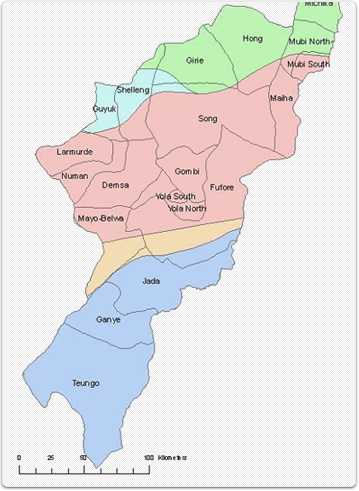 Michika
Hong
Mubi North
Girie
Mubi South
Shelleng
Maiha
Guyuk
Song
Larmurde
Gombi
Numan
Demsa
Fufore
Yola South
Yola North
Mayo-Belwa
Jada
Ganye
Teungo
0 25 50 100 Kilometers